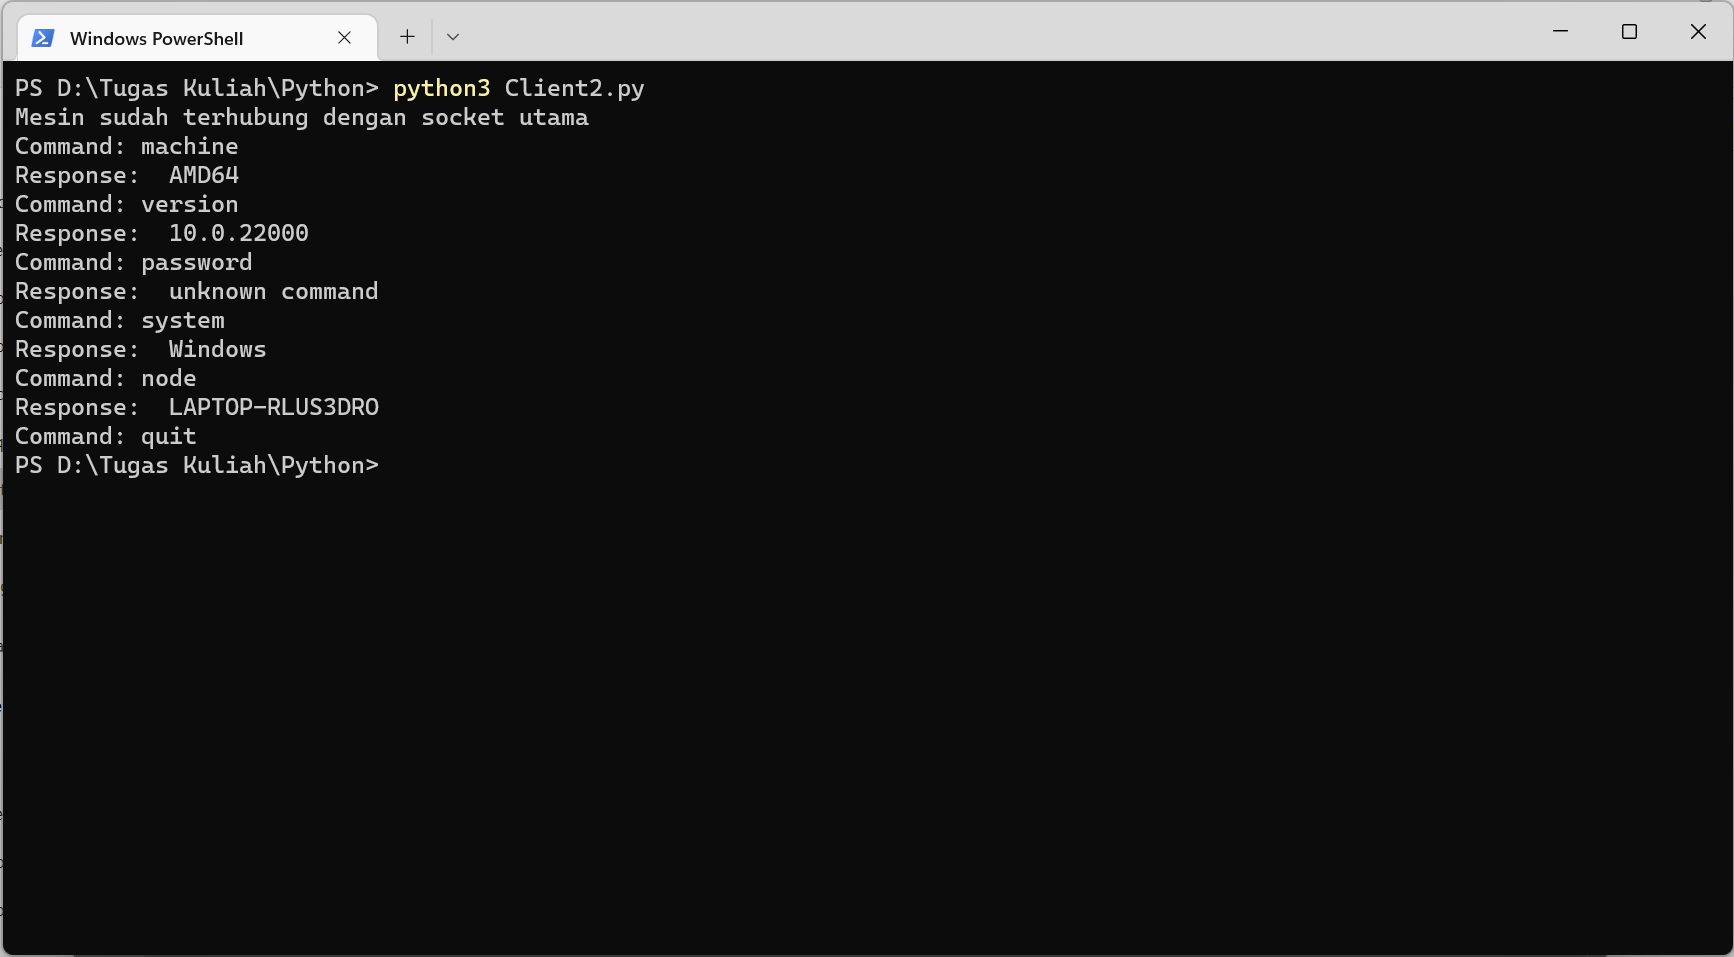 Windows PowerShell
PS D:\Tugas Kuliah\Python> python3 Client2.py
Mesin sudah terhubung dengan socket utama
Command: machine
Response:  AMD64
Command: version
Response:  10.0.22000
Command: password
Response:  unknown command
Command: system
Response:  Windows
Command: node
Response:  LAPTOP-RLUS3DRO
Command: quit
PS D:\Tugas Kuliah\Python>